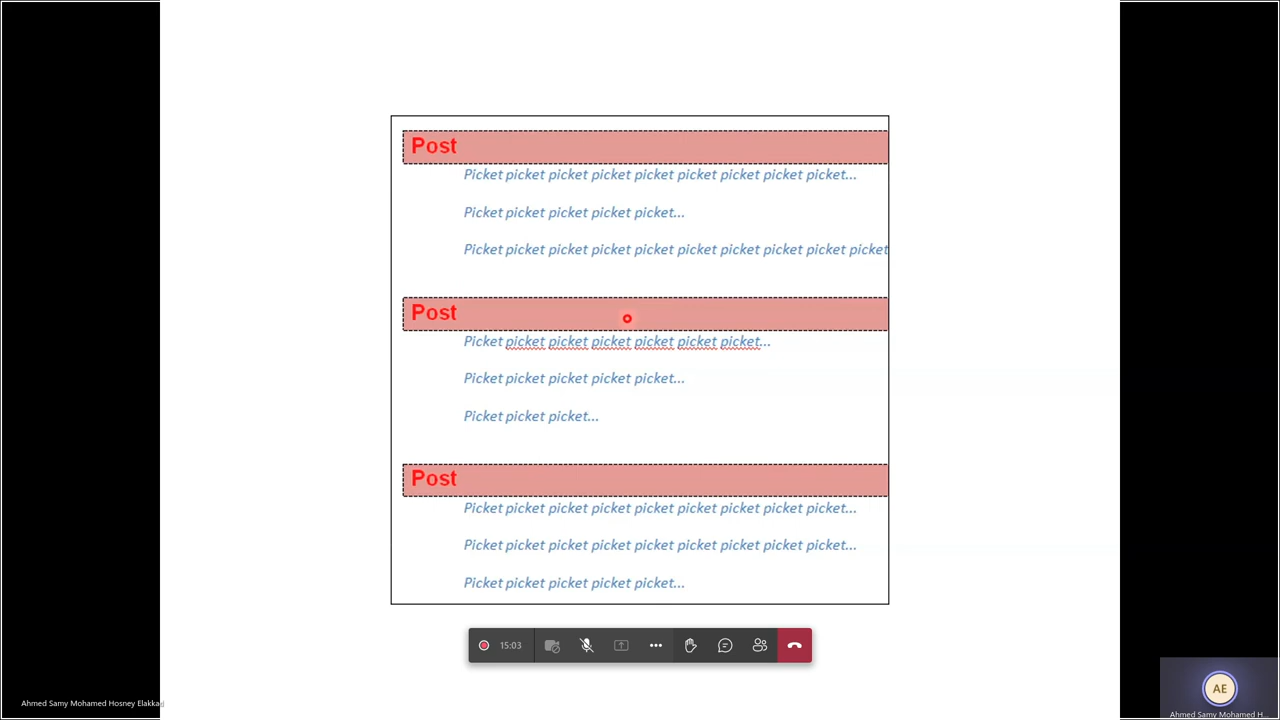 Post
Picket picket picket picket picket picket picket picket picket...
Picket picket picket picket picket...
Picket picket picket picket picket picket picket picket picket picket
Post
Picket picket picket picket picket picket picket...
Picket picket picket picket picket...
Picket picket picket...
Post
Picket picket picket picket picket picket picket picket picket...
Picket picket picket picket picket picket picket picket picket...
Picket picket picket picket picket...
15:03
AE
Ahmed Samy Mohamed Hosney Elakka
Ahmed Samy Mohamed H...